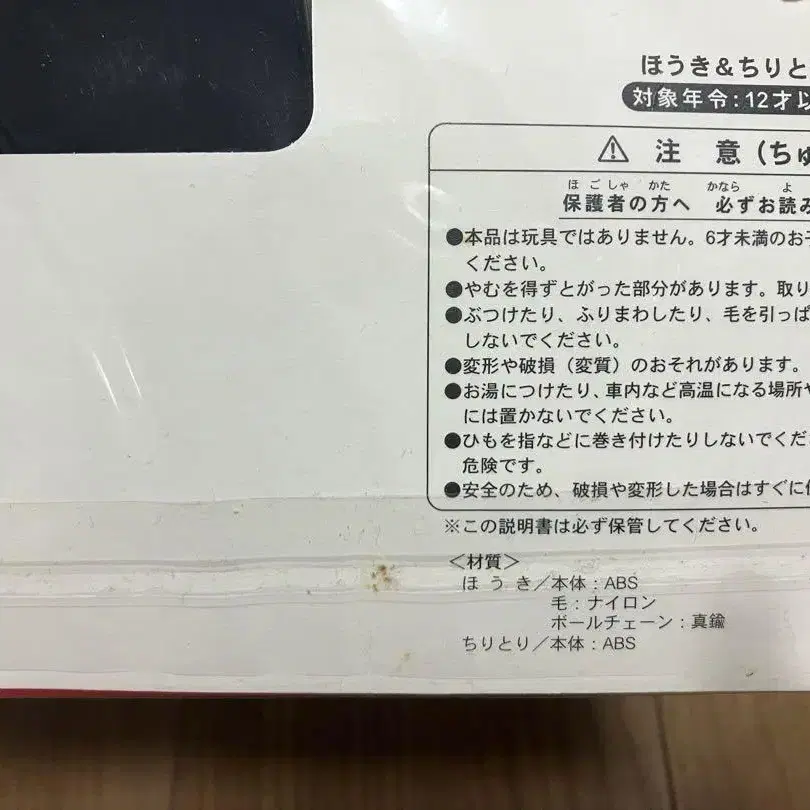 ほうき&ちりと
対象年令:12才以
⚠ 注 意(ちゅ
ほごしゃ かた かなら よ
保護者の方へ 必ずお読み
●本品は玩具ではありません。6才未満のお子
ください。
●やむを得ずとがった部分があります。取り
●ぶつけたり、ふりまわしたり、毛を引っぱ
しないでください。
●変形や破損(変質)のおそれがあります。
●お湯につけたり、車内など高温になる場所や
には置かないでください。
●ひもを指などに巻き付けたりしないでくだ
危険です。
●安全のため、破損や変形した場合はすぐに使
※この説明書は必ず保管してください。
<材質>
ほ う き/本体:ABS
毛:ナイロン
ボールチェーン:真鍮
ちりとり/本体:ABS